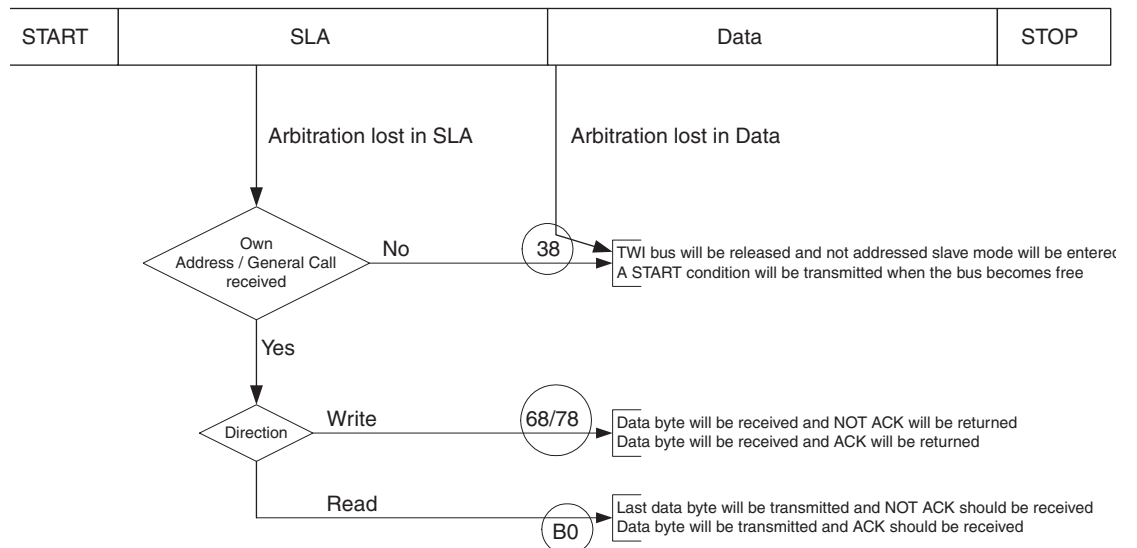 START SLA Data STOP
Arbitration lost in SLA Arbitration lost in Data
Own
Address / General Call
received
No
38
TWI bus will be released and not addressed slave mode will be entered
A START condition will be transmitted when the bus becomes free
Yes
Direction
Write
68/78
Data byte will be received and NOT ACK will be returned
Data byte will be received and ACK will be returned
Read
B0
Last data byte will be transmitted and NOT ACK should be received
Data byte will be transmitted and ACK should be received